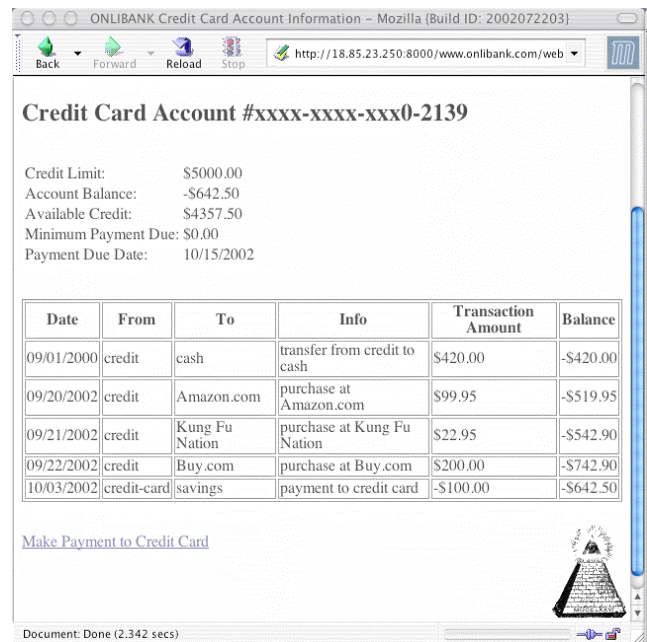 ONLIBANK Credit Card Account Information – Mozilla {Build ID: 2002072203}
Back Forward Reload Stop http://18.85.23.250:8000/www.onlibank.com/web
Credit Card Account #xxxx-xxxx-xxx0-2139
Credit Limit: $5000.00
Account Balance: -$642.50
Available Credit: $4357.50
Minimum Payment Due: $0.00
Payment Due Date: 10/15/2002
Date From To Info Transaction Amount Balance
09/01/2000 credit cash transfer from credit to cash $420.00 -$420.00
09/20/2002 credit Amazon.com purchase at Amazon.com $99.95 -$519.95
09/21/2002 credit Kung Fu Nation purchase at Kung Fu Nation $22.95 -$542.90
09/22/2002 credit Buy.com purchase at Buy.com $200.00 -$742.90
10/03/2002 credit-card savings payment to credit card -$100.00 -$642.50
Make Payment to Credit Card
Document: Done (2.342 secs)